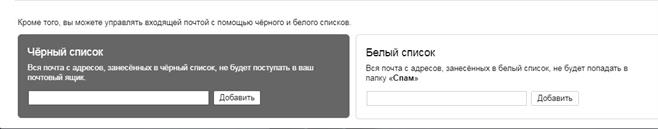 Кроме того, вы можете управлять входящей почтой с помощью чёрного и белого списков.
Чёрный список
Вся почта с адресов, занесённых в чёрный список, не будет поступать в ваш
почтовый ящик.
Добавить
Белый список
Вся почта с адресов, занесённых в белый список, не будет попадать в
папку «Спам»
Добавить